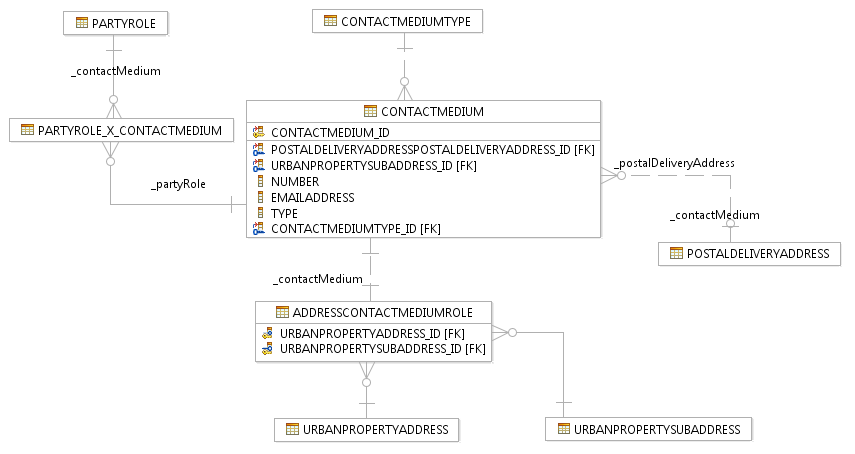 PARTYROLE
CONTACTMEDIUMTYPE
_contactMedium
CONTACTMEDIUM
PARTYROLE_X_CONTACTMEDIUM
CONTACTMEDIUM_ID
POSTALDELIVERYADDRESSPOSTALDELIVERYADDRESS_ID [FK]
URBANPROPERTYSUBADDRESS_ID [FK]
NUMBER
EMAILADDRESS
TYPE
CONTACTMEDIUMTYPE_ID [FK]
_partyRole
_postalDeliveryAddress
_contactMedium
POSTALDELIVERYADDRESS
_contactMedium
ADDRESSCONTACTMEDIUMROLE
URBANPROPERTYADDRESS_ID [FK]
URBANPROPERTYSUBADDRESS_ID [FK]
URBANPROPERTYADDRESS
URBANPROPERTYSUBADDRESS